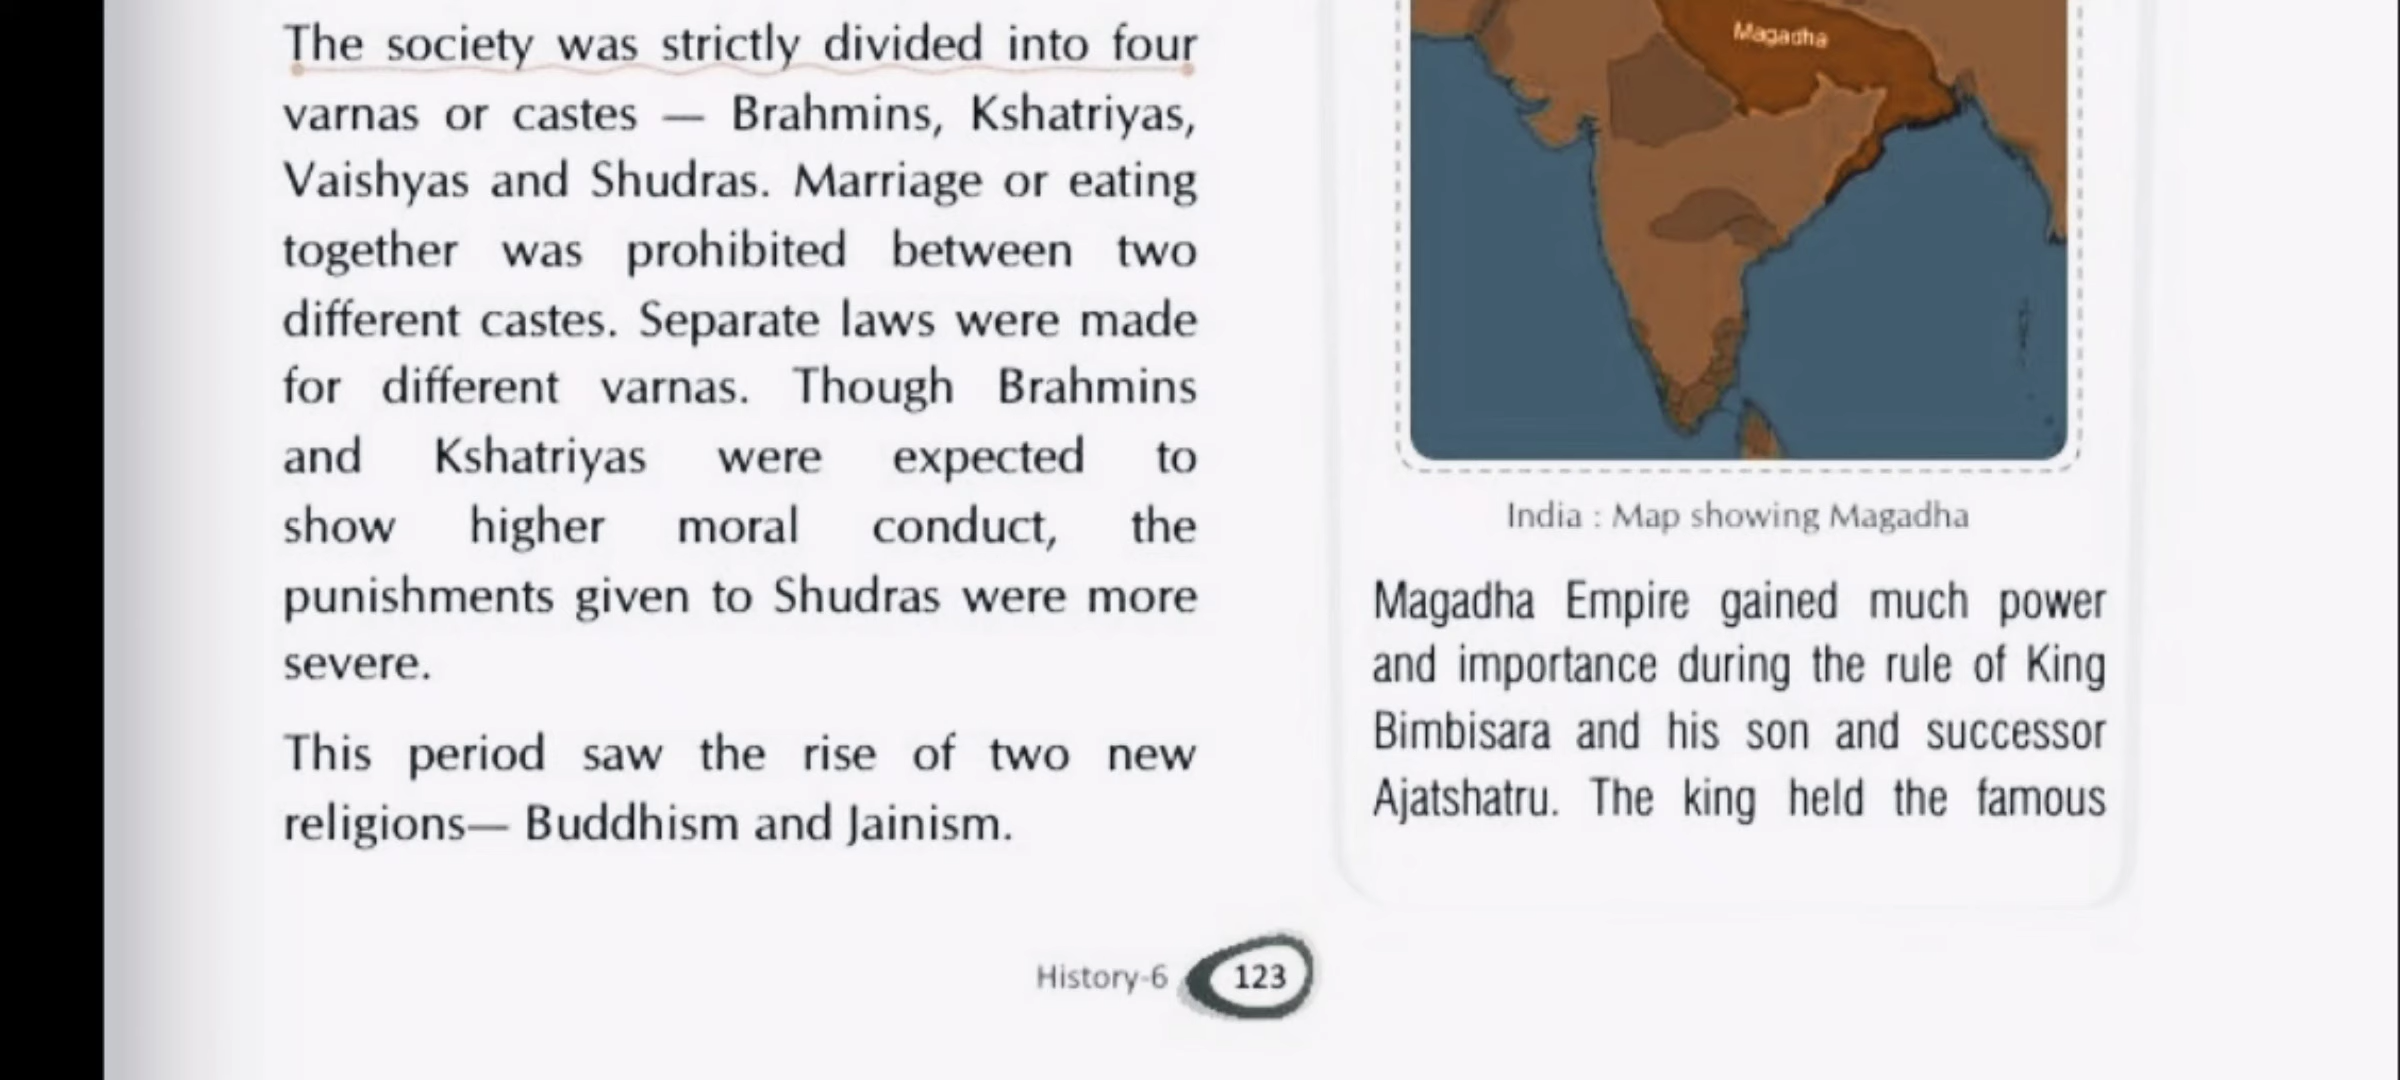 The society was strictly divided into four
varnas or castes — Brahmins, Kshatriyas,
Vaishyas and Shudras. Marriage or eating
together was prohibited between two
different castes. Separate laws were made
for different varnas. Though Brahmins
and Kshatriyas were expected to
show higher moral conduct, the
punishments given to Shudras were more
severe.
This period saw the rise of two new
religions— Buddhism and Jainism.
Magadha
India : Map showing Magadha
Magadha Empire gained much power
and importance during the rule of King
Bimbisara and his son and successor
Ajatshatru. The king held the famous
History-6 123